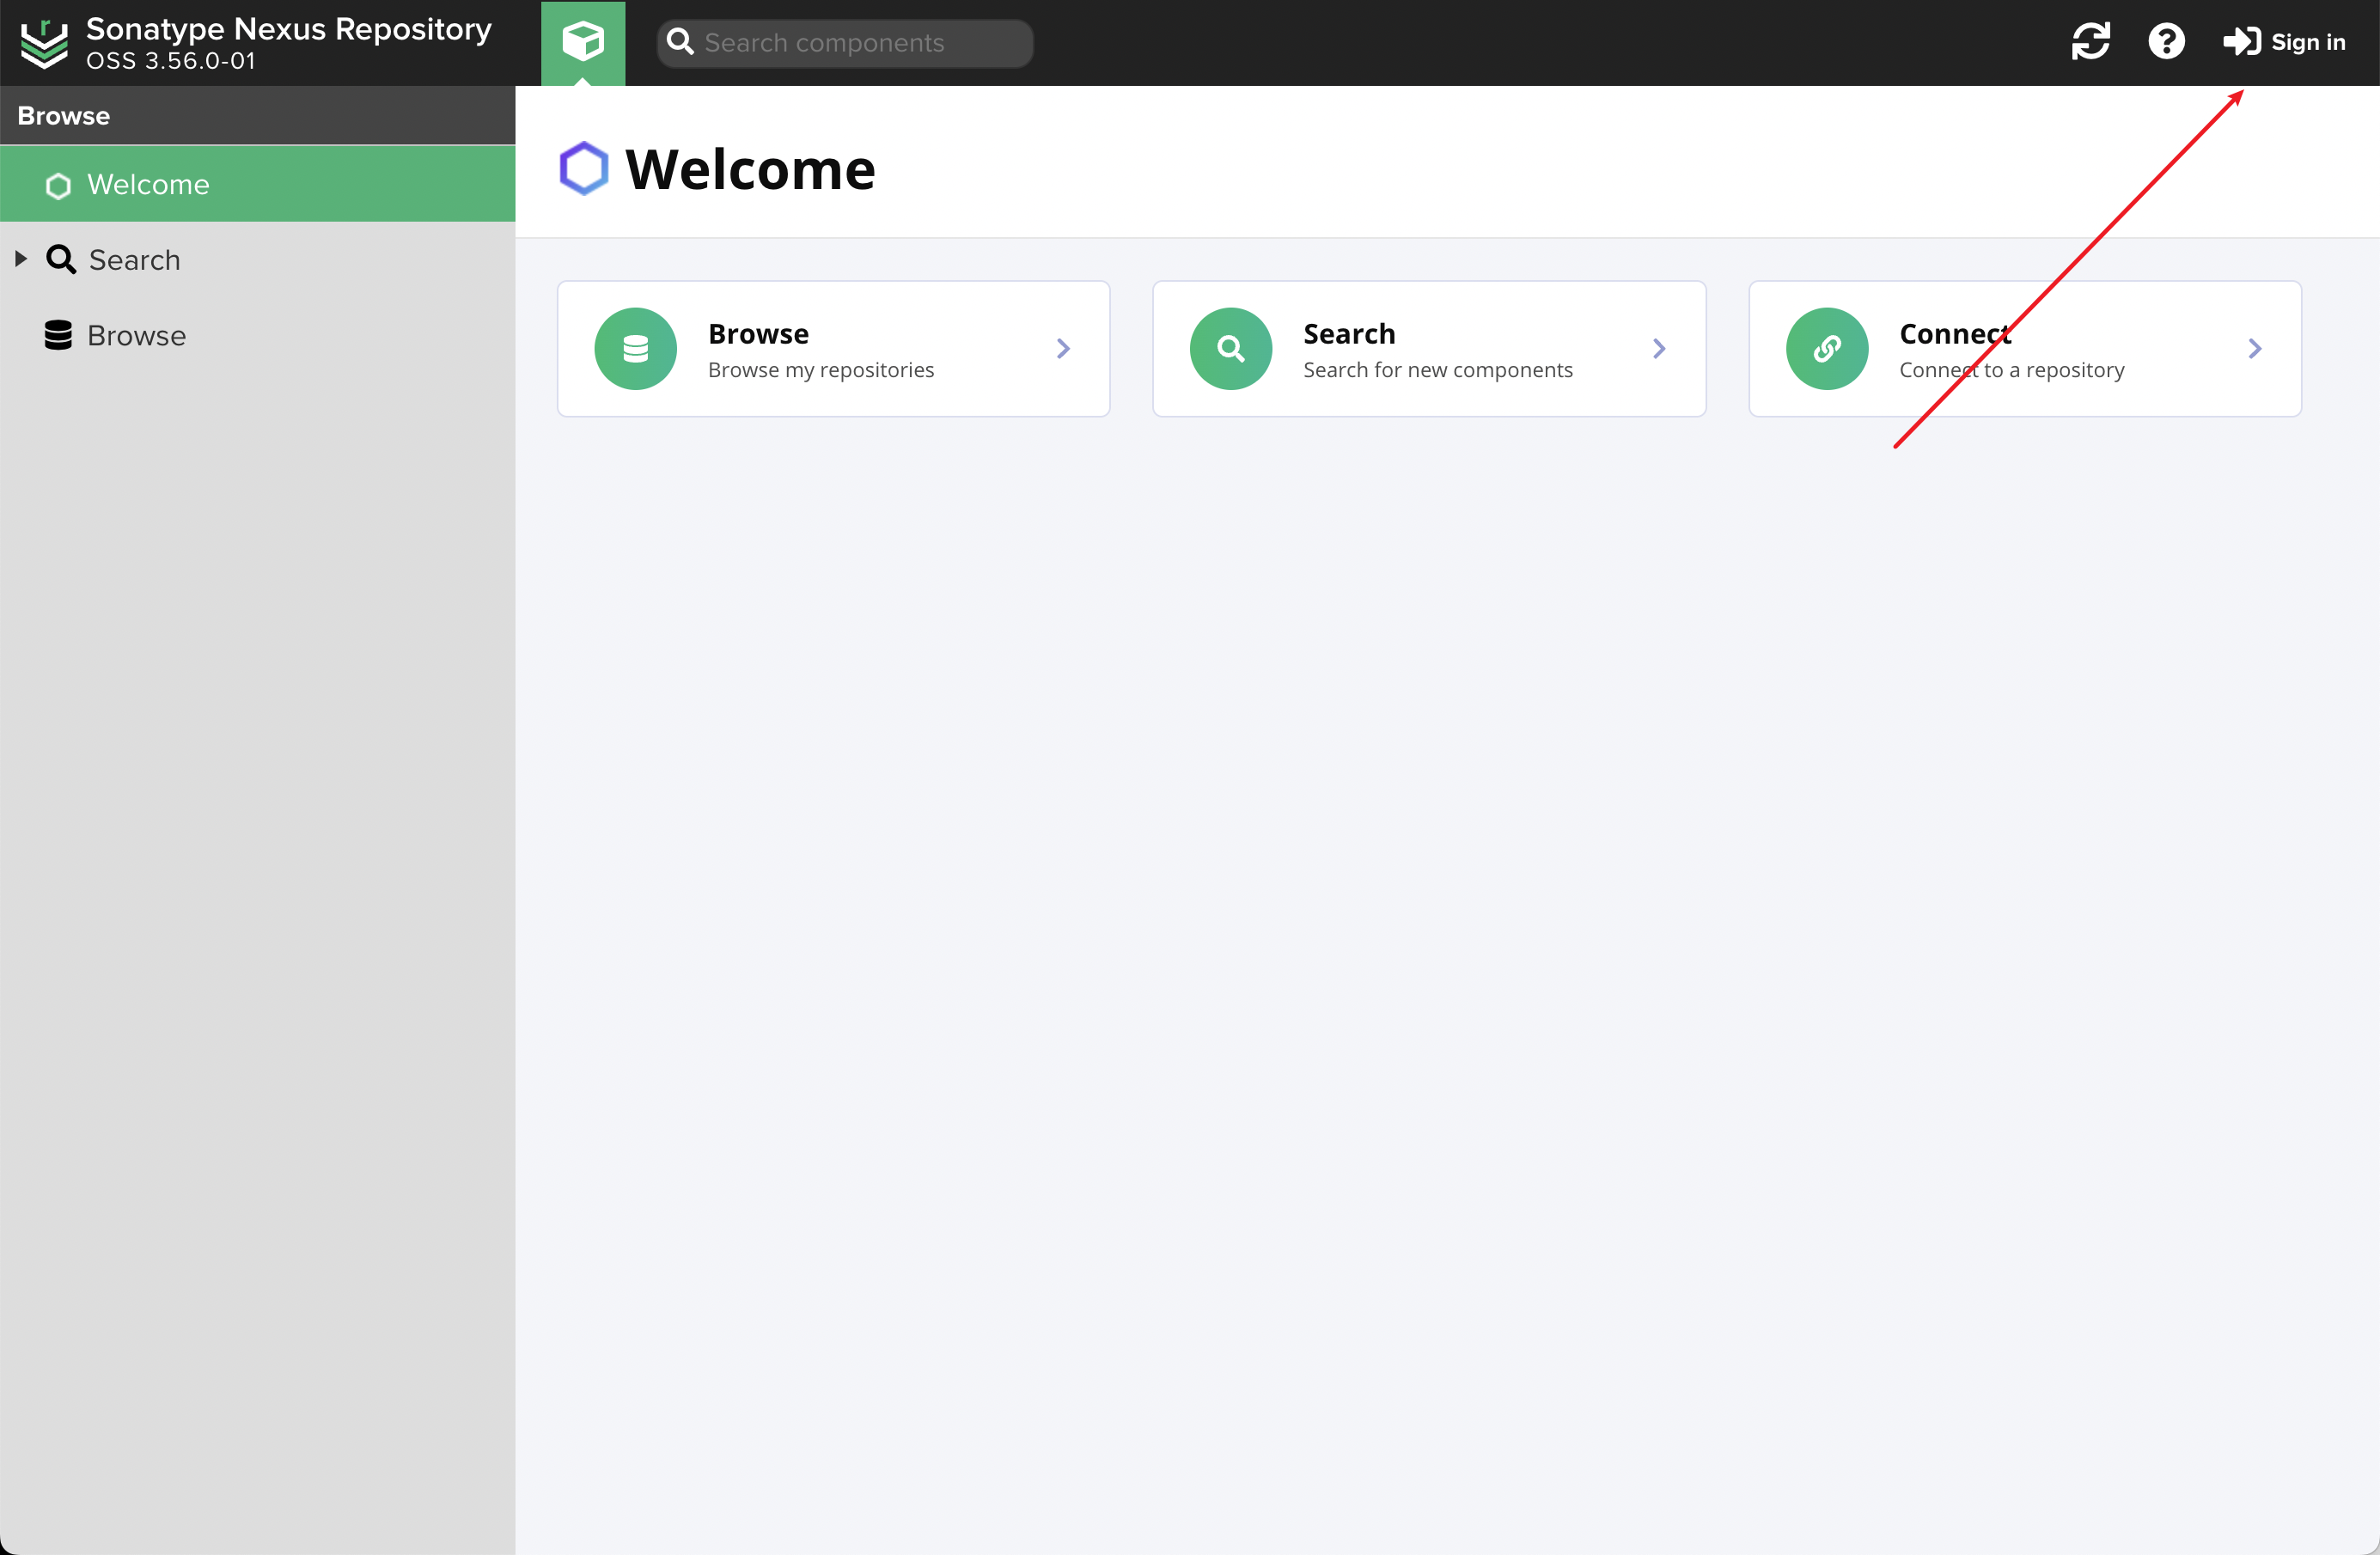 Sonatype Nexus Repository
OSS 3.56.0-01
Search components
Sign in
Browse
Welcome
Search
Browse
Welcome
Browse
Browse my repositories
Search
Search for new components
Connect
Connect to a repository